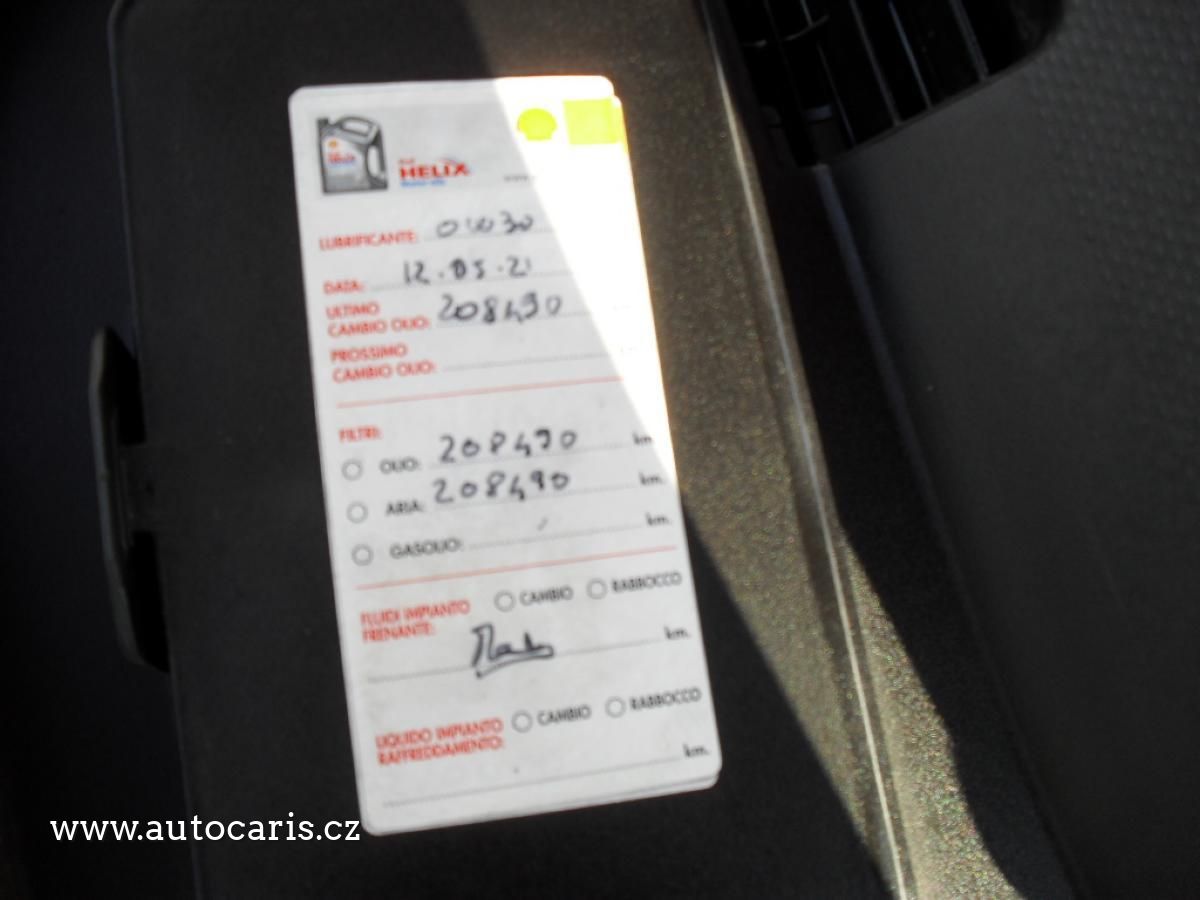 HELIX
LUBRIFICANTE: 0W30
DATA: 12.05.21
ULTIMO
CAMBIO OLIO: 208490
PROSSIMO
CAMBIO OLIO:
FILTRI:
OLIO: 208490 km
ARIA: 208490 km.
GASOLIO: km.
FLUIDI IMPIANTO CAMBIO RABBOCCO
FRENANTE:
km.
LIQUIDO IMPIANTO CAMBIO RABBOCCO
RAFFREDDAMENTO:
km.
www.autocaris.cz